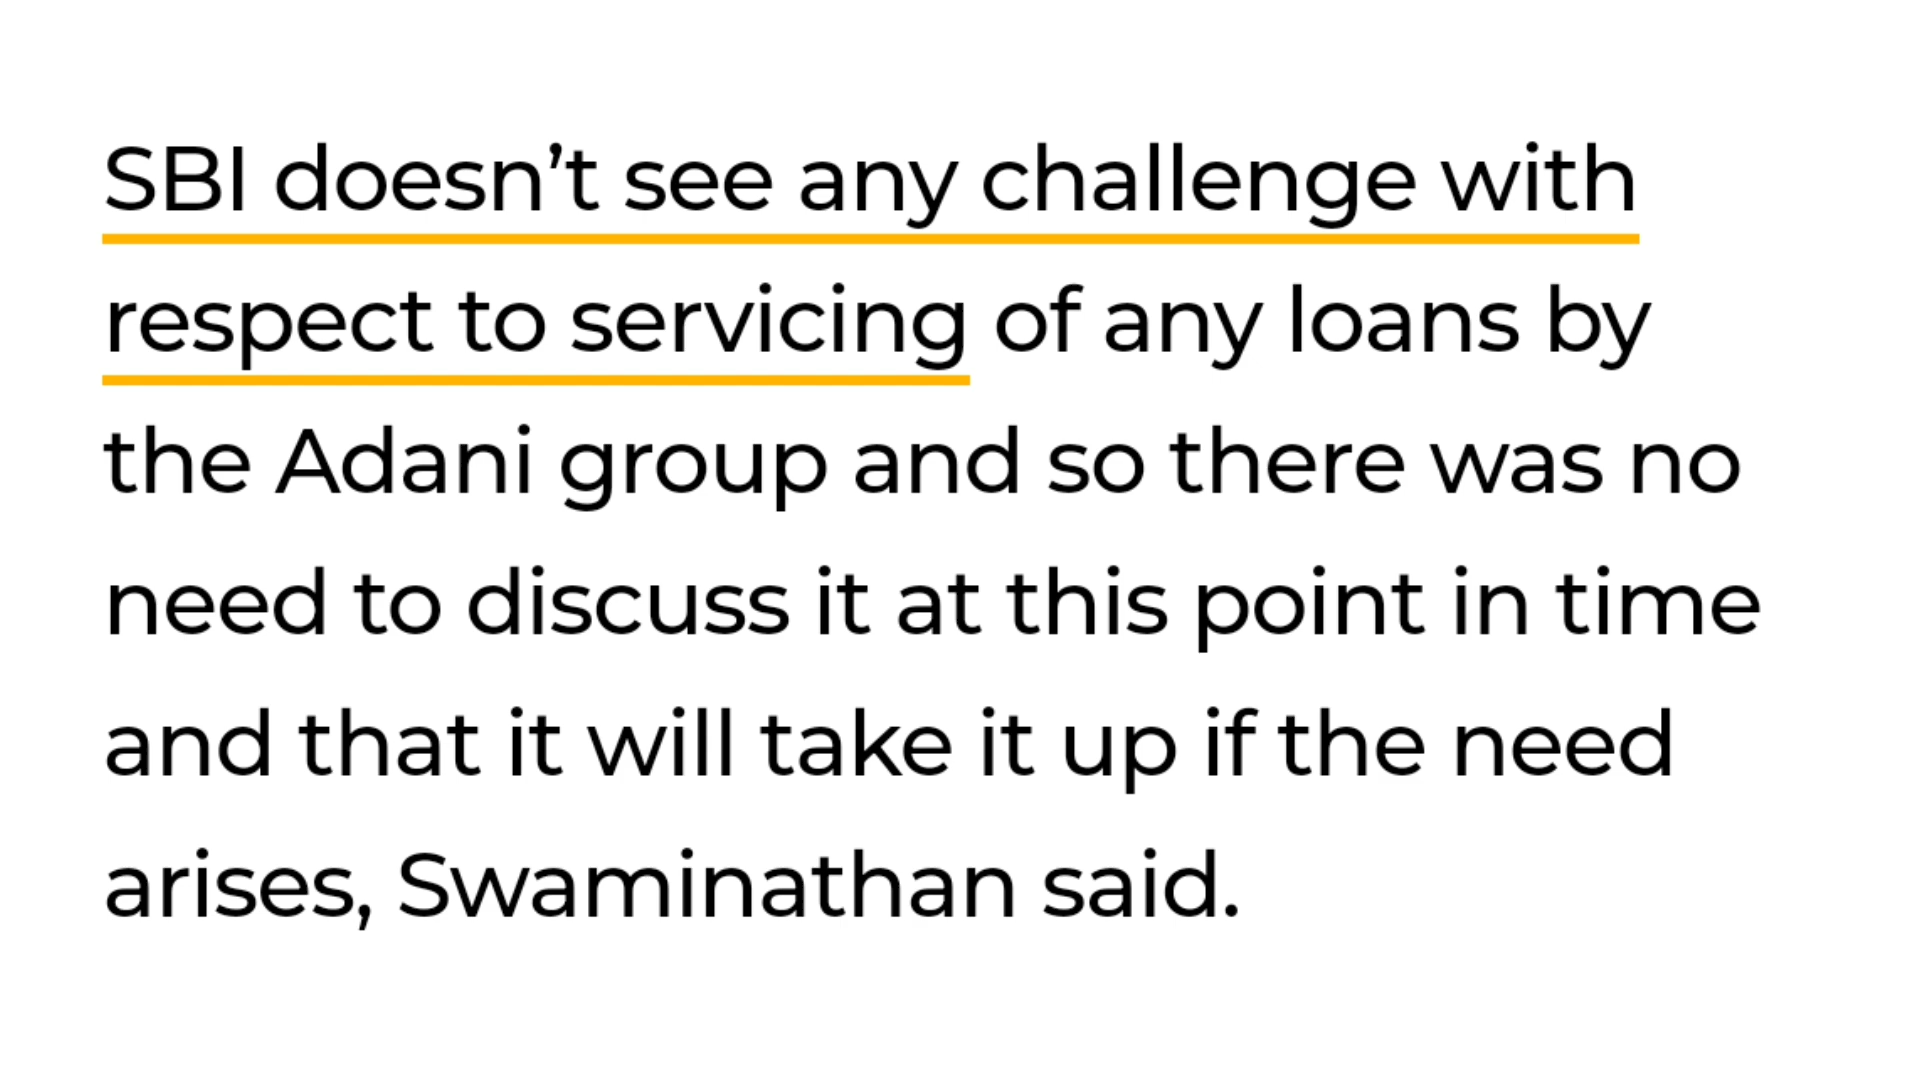 SBI doesn’t see any challenge with
respect to servicing of any loans by
the Adani group and so there was no
need to discuss it at this point in time
and that it will take it up if the need
arises, Swaminathan said.